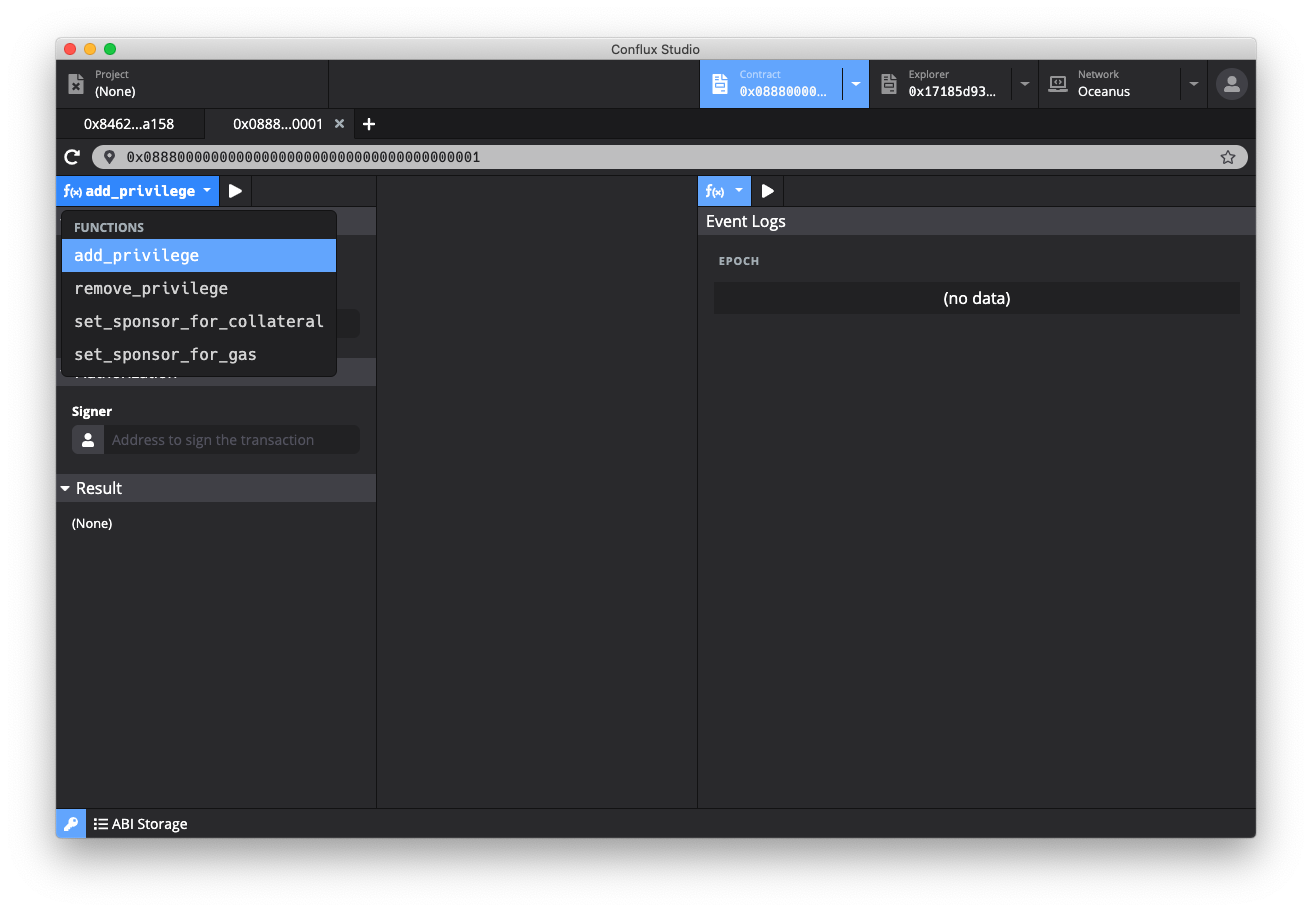 Conflux Studio
Project
(None)
Contract
0x08880000...
Explorer
0x17185d93...
Network
Oceanus
0x8462...a158
0x0888...0001
0x0888000000000000000000000000000000000001
f(x) add_privilege
f(x)
FUNCTIONS
add_privilege
remove_privilege
set_sponsor_for_collateral
set_sponsor_for_gas
Authorization
Signer
Address to sign the transaction
Result
(None)
Event Logs
EPOCH
(no data)
ABI Storage